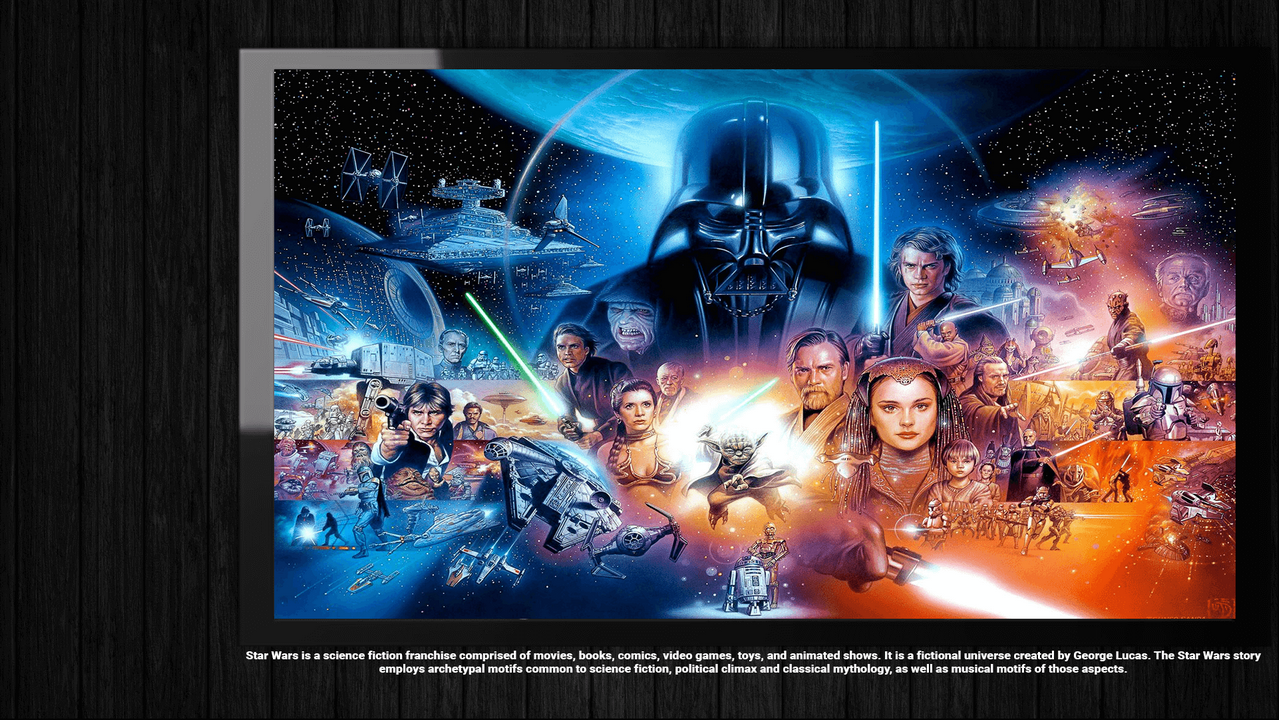 Star Wars is a science fiction franchise comprised of movies, books, comics, video games, toys, and animated shows. It is a fictional universe created by George Lucas. The Star Wars story
employs archetypal motifs common to science fiction, political climax and classical mythology, as well as musical motifs of those aspects.